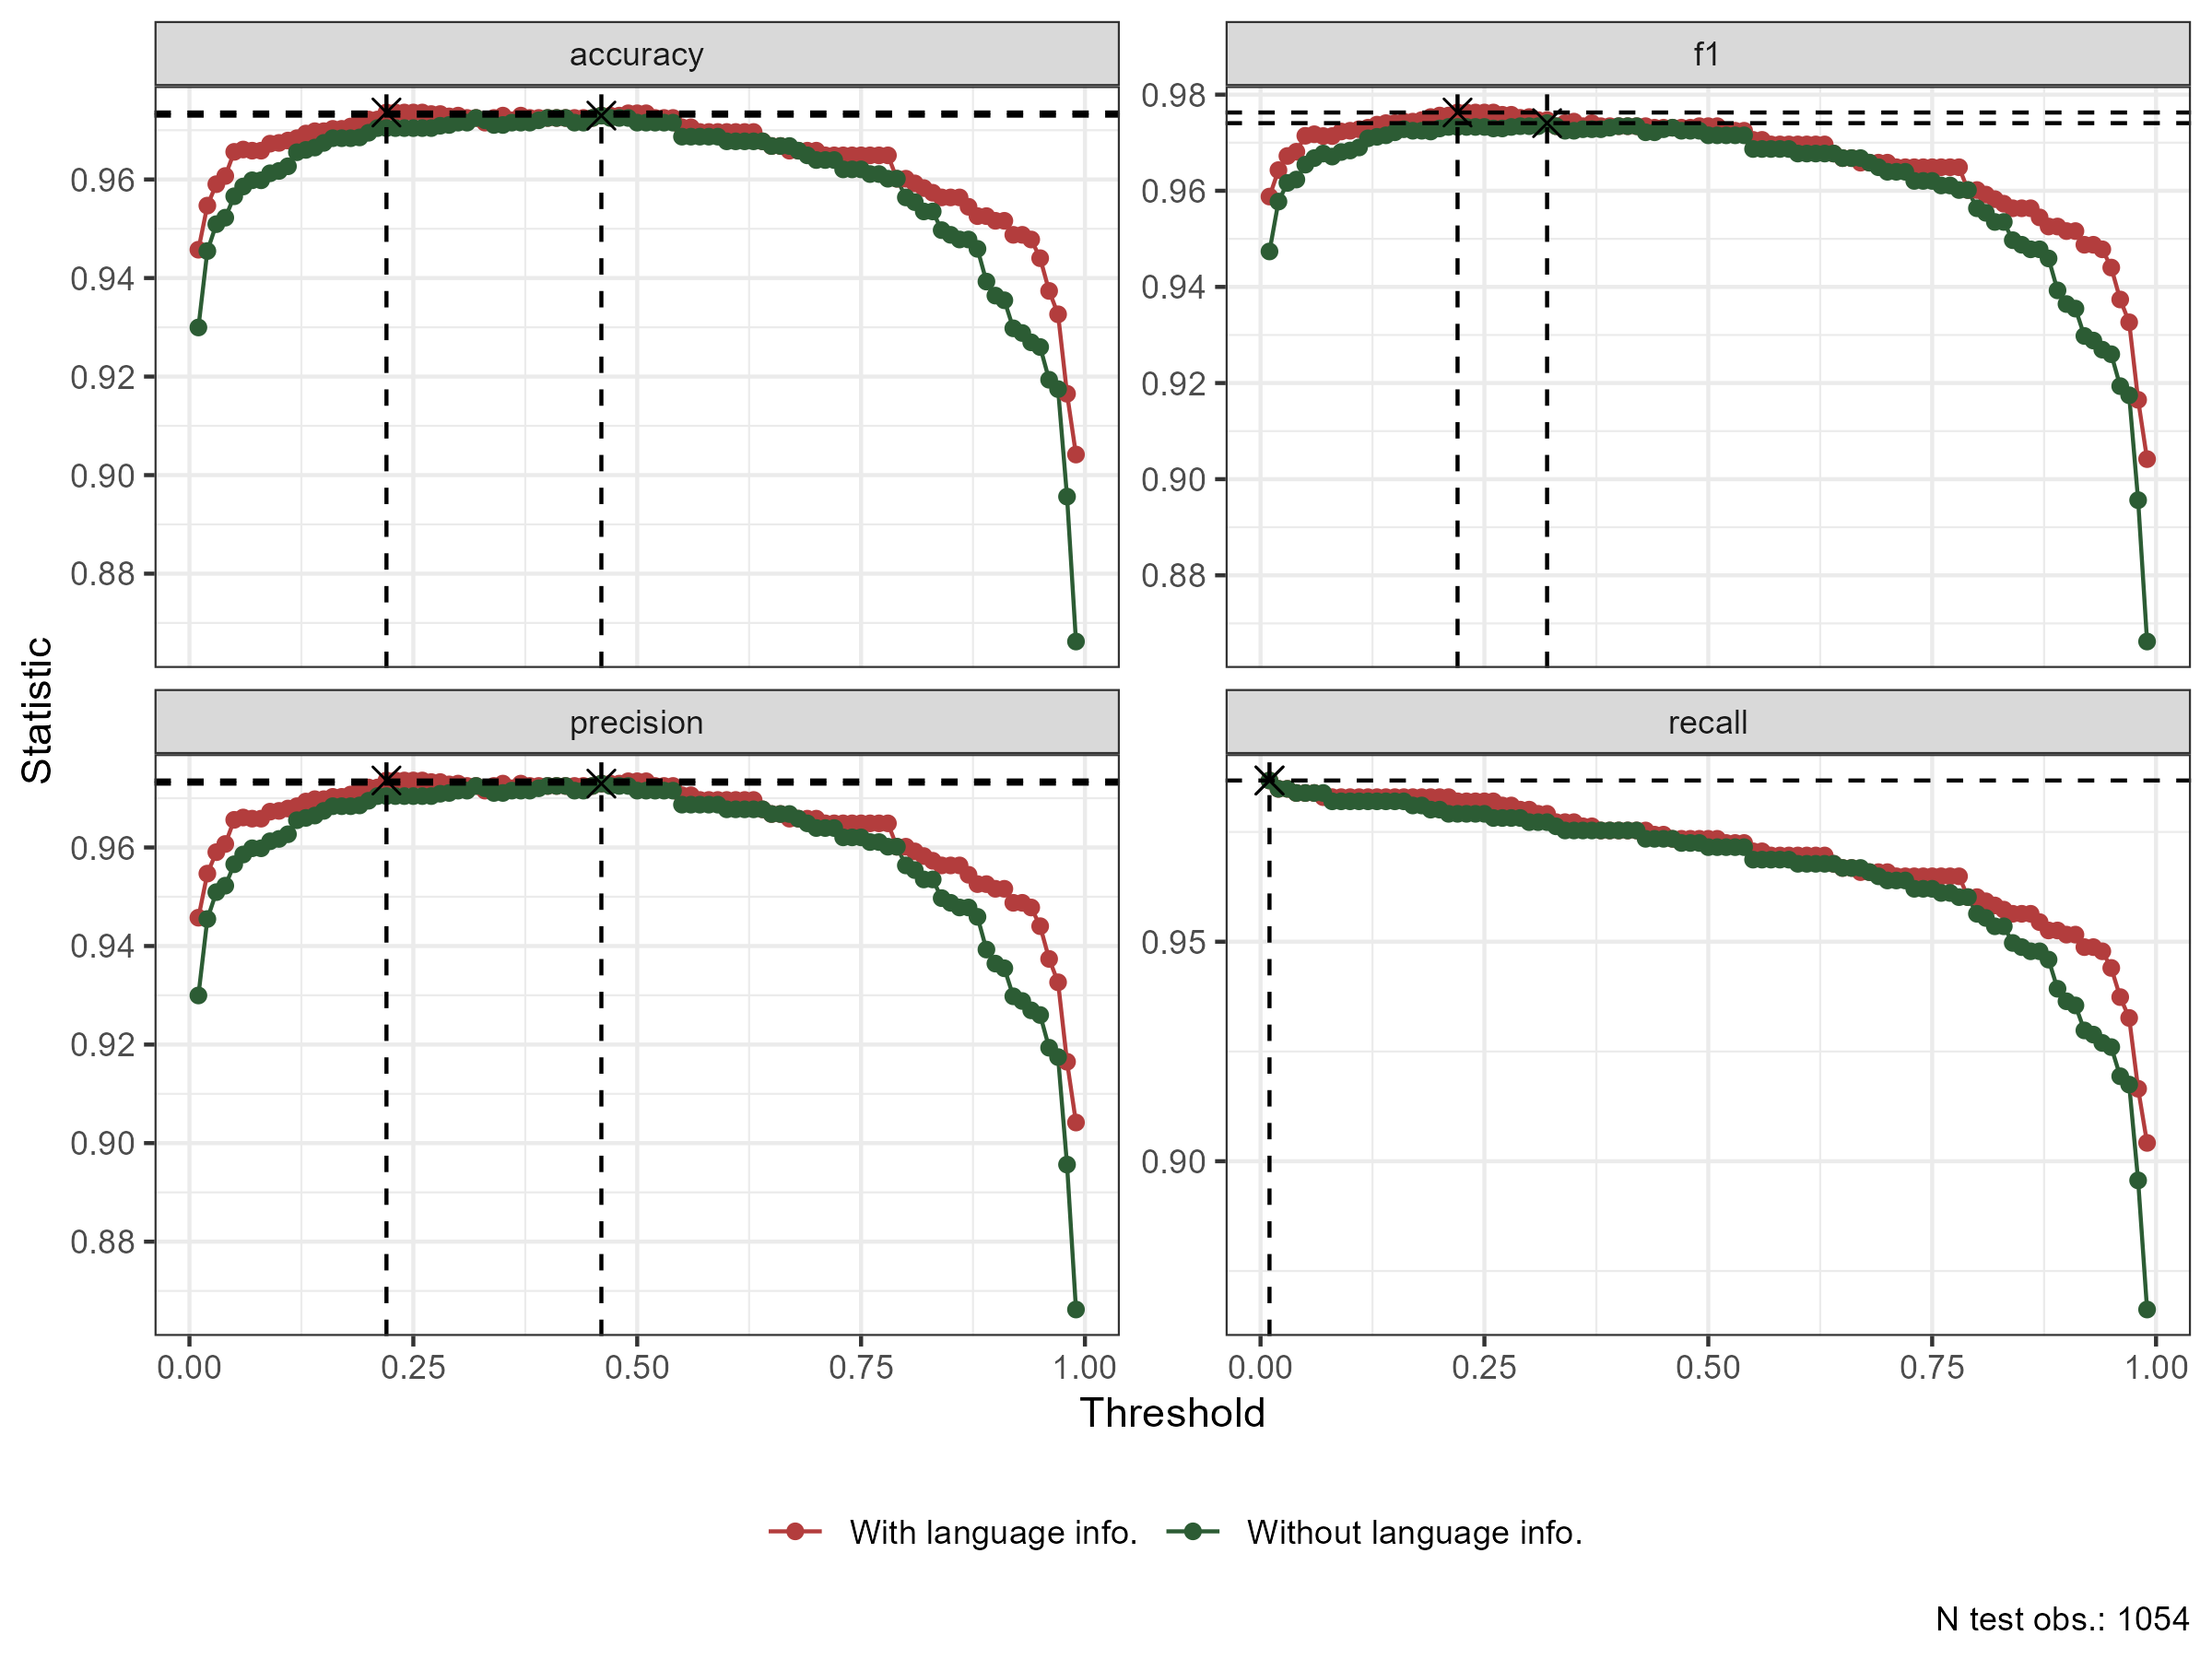 accuracy
f1
0.96
0.94
0.92
0.90
0.88
0.98
0.96
0.94
0.92
0.90
0.88
Statistic
precision
recall
0.96
0.94
0.92
0.90
0.88
0.95
0.90
0.00 0.25 0.50 0.75 1.00
0.00 0.25 0.50 0.75 1.00
Threshold
With language info. Without language info.
N test obs.: 1054